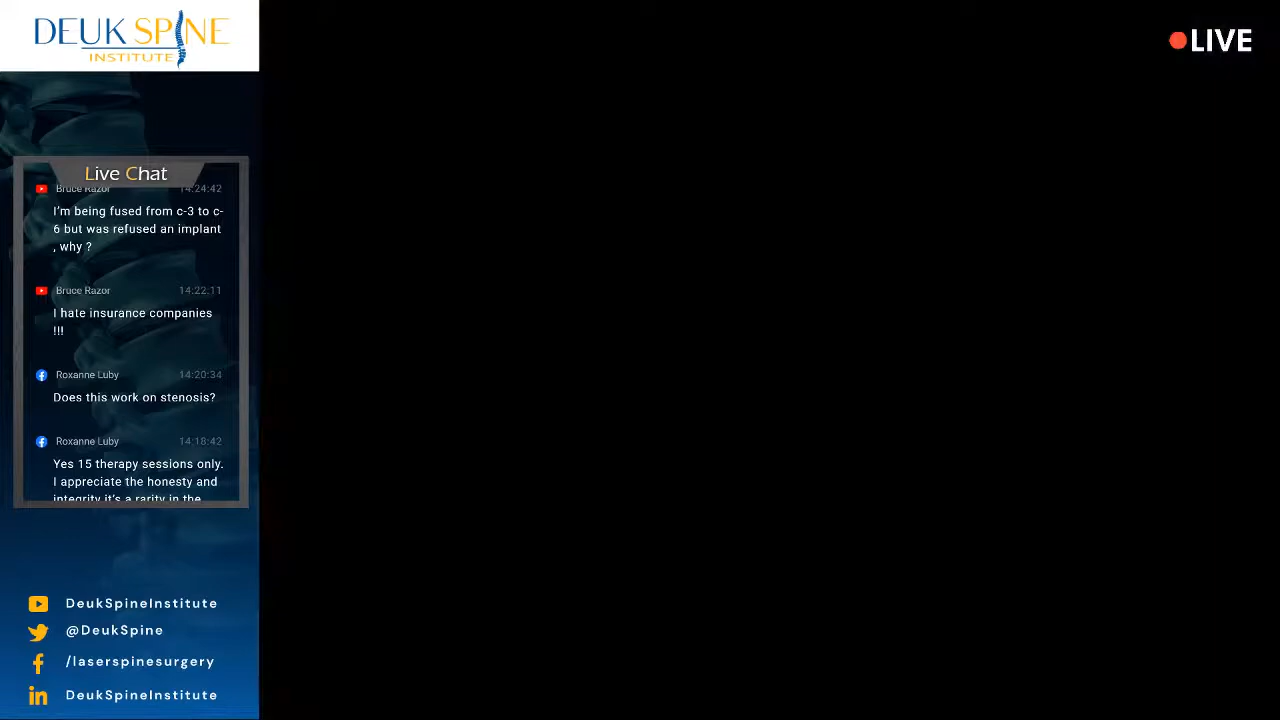 DEUK SPINE
INSTITUTE
LIVE
Live Chat
Bruce Razor 14:24:42
I'm being fused from c-3 to c-
6 but was refused an implant
, why ?
Bruce Razor 14:22:11
I hate insurance companies
!!!
Roxanne Luby 14:20:34
Does this work on stenosis?
Roxanne Luby 14:18:42
Yes 15 therapy sessions only.
I appreciate the honesty and
integrity it's a rarity in the
DeukSpineInstitute
@DeukSpine
/laserspinesurgery
DeukSpineInstitute